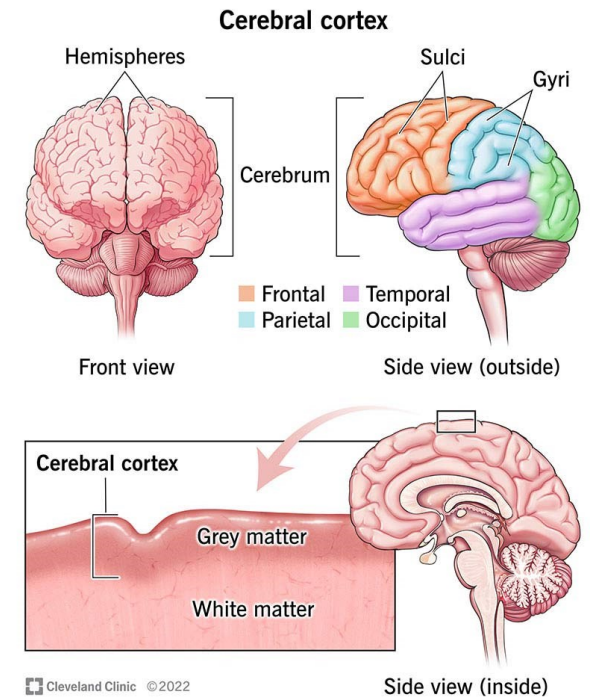 Cerebral cortex
Hemispheres
Sulci
Gyri
Cerebrum
Frontal
Temporal
Parietal
Occipital
Front view
Side view (outside)
Cerebral cortex
Grey matter
White matter
Cleveland Clinic ©2022
Side view (inside)